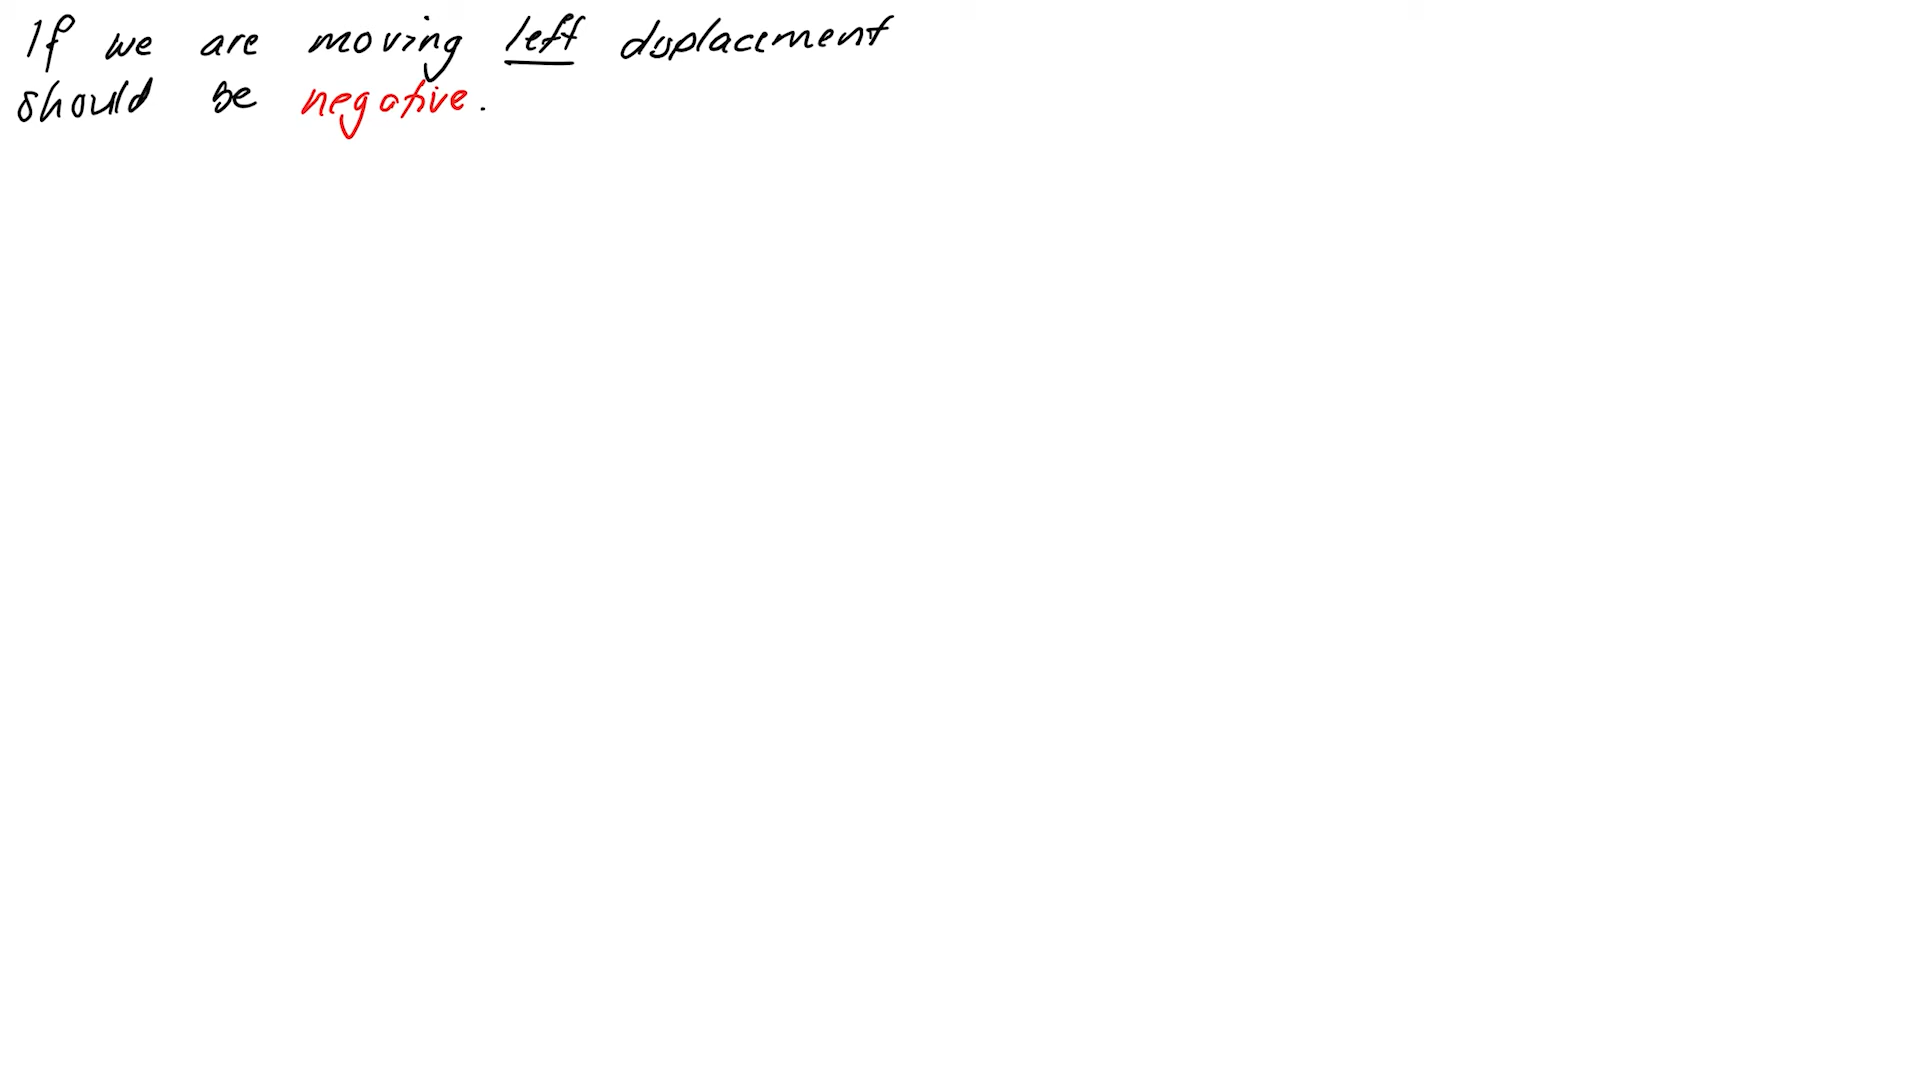 If we are moving left displacement
should be negative.